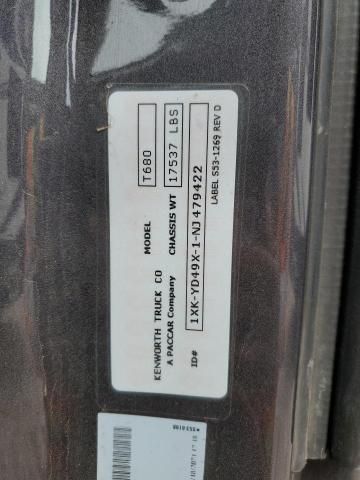 KENWORTH TRUCK CO
A PACCAR Company
MODEL T680
CHASSIS WT 17537 LBS
ID# 1XK-YD49X-1-NJ479422
LABEL S53-1269 REV D